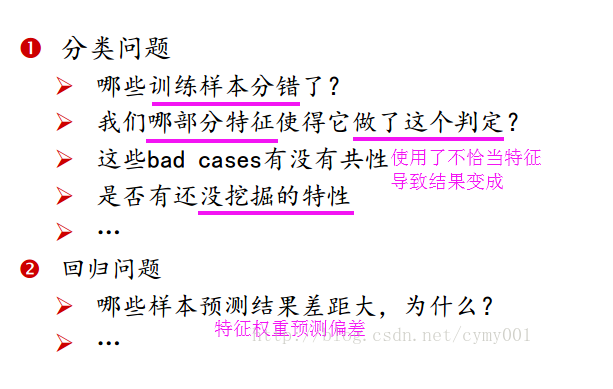 ❶ 分类问题
➢ 哪些训练样本分错了？
➢ 我们哪部分特征使得它做了这个判定？
➢ 这些bad cases有没有共性
使用了不恰当特征
导致结果变成
➢ 是否有还没挖掘的特性
➢ …
❷ 回归问题
➢ 哪些样本预测结果差距大，为什么？
特征权重预测偏差
➢ …
http://blog.csdn.net/cymy001